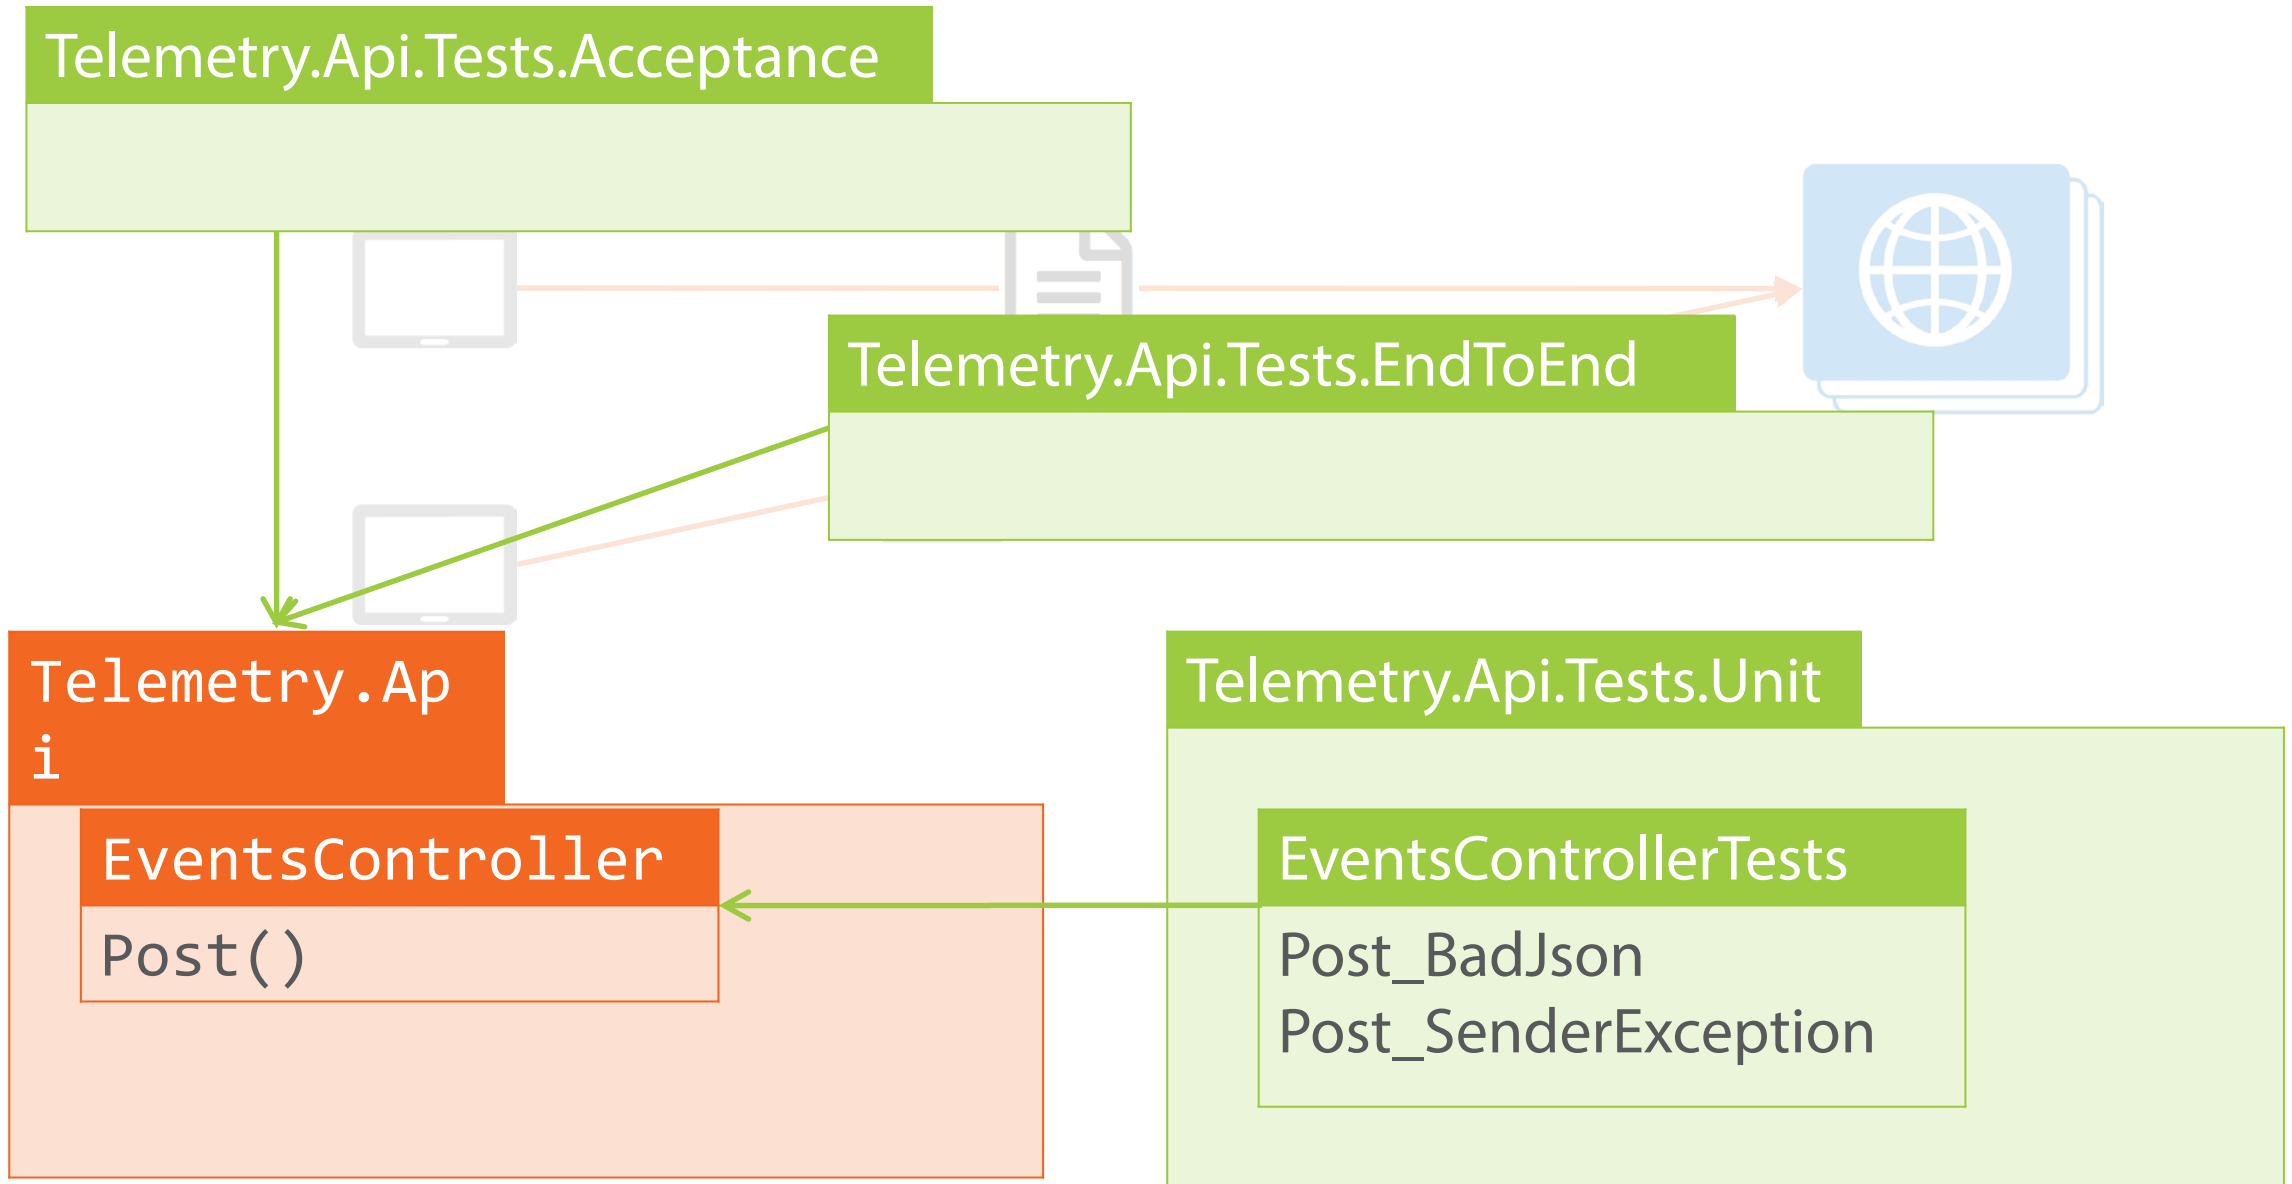 Telemetry.Api.Tests.Acceptance
Telemetry.Api.Tests.EndToEnd
Telemetry.Ap
i
EventsController
Post()
Telemetry.Api.Tests.Unit
EventsControllerTests
Post_BadJson
Post_SenderException